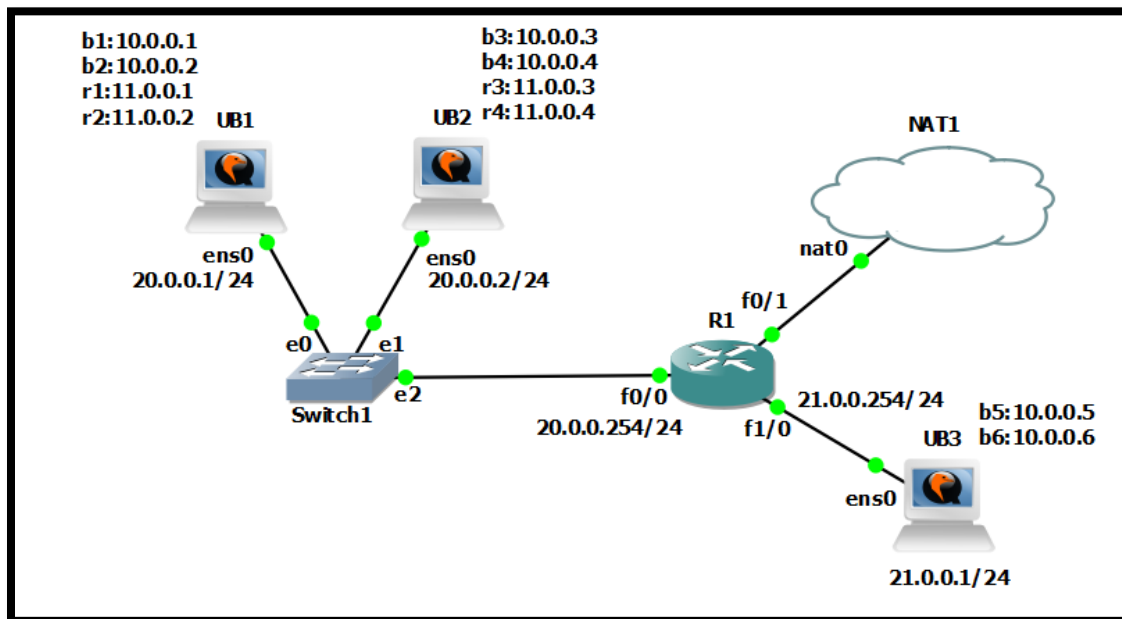 b1:10.0.0.1
b2:10.0.0.2
r1:11.0.0.1
r2:11.0.0.2
UB1
b3:10.0.0.3
b4:10.0.0.4
r3:11.0.0.3
r4:11.0.0.4
UB2
NAT1
ens0
20.0.0.1/24
ens0
20.0.0.2/24
nat0
f0/1
R1
e0
e1
e2
Switch1
f0/0
20.0.0.254/24
21.0.0.254/24
f1/0
b5:10.0.0.5
b6:10.0.0.6
UB3
ens0
21.0.0.1/24